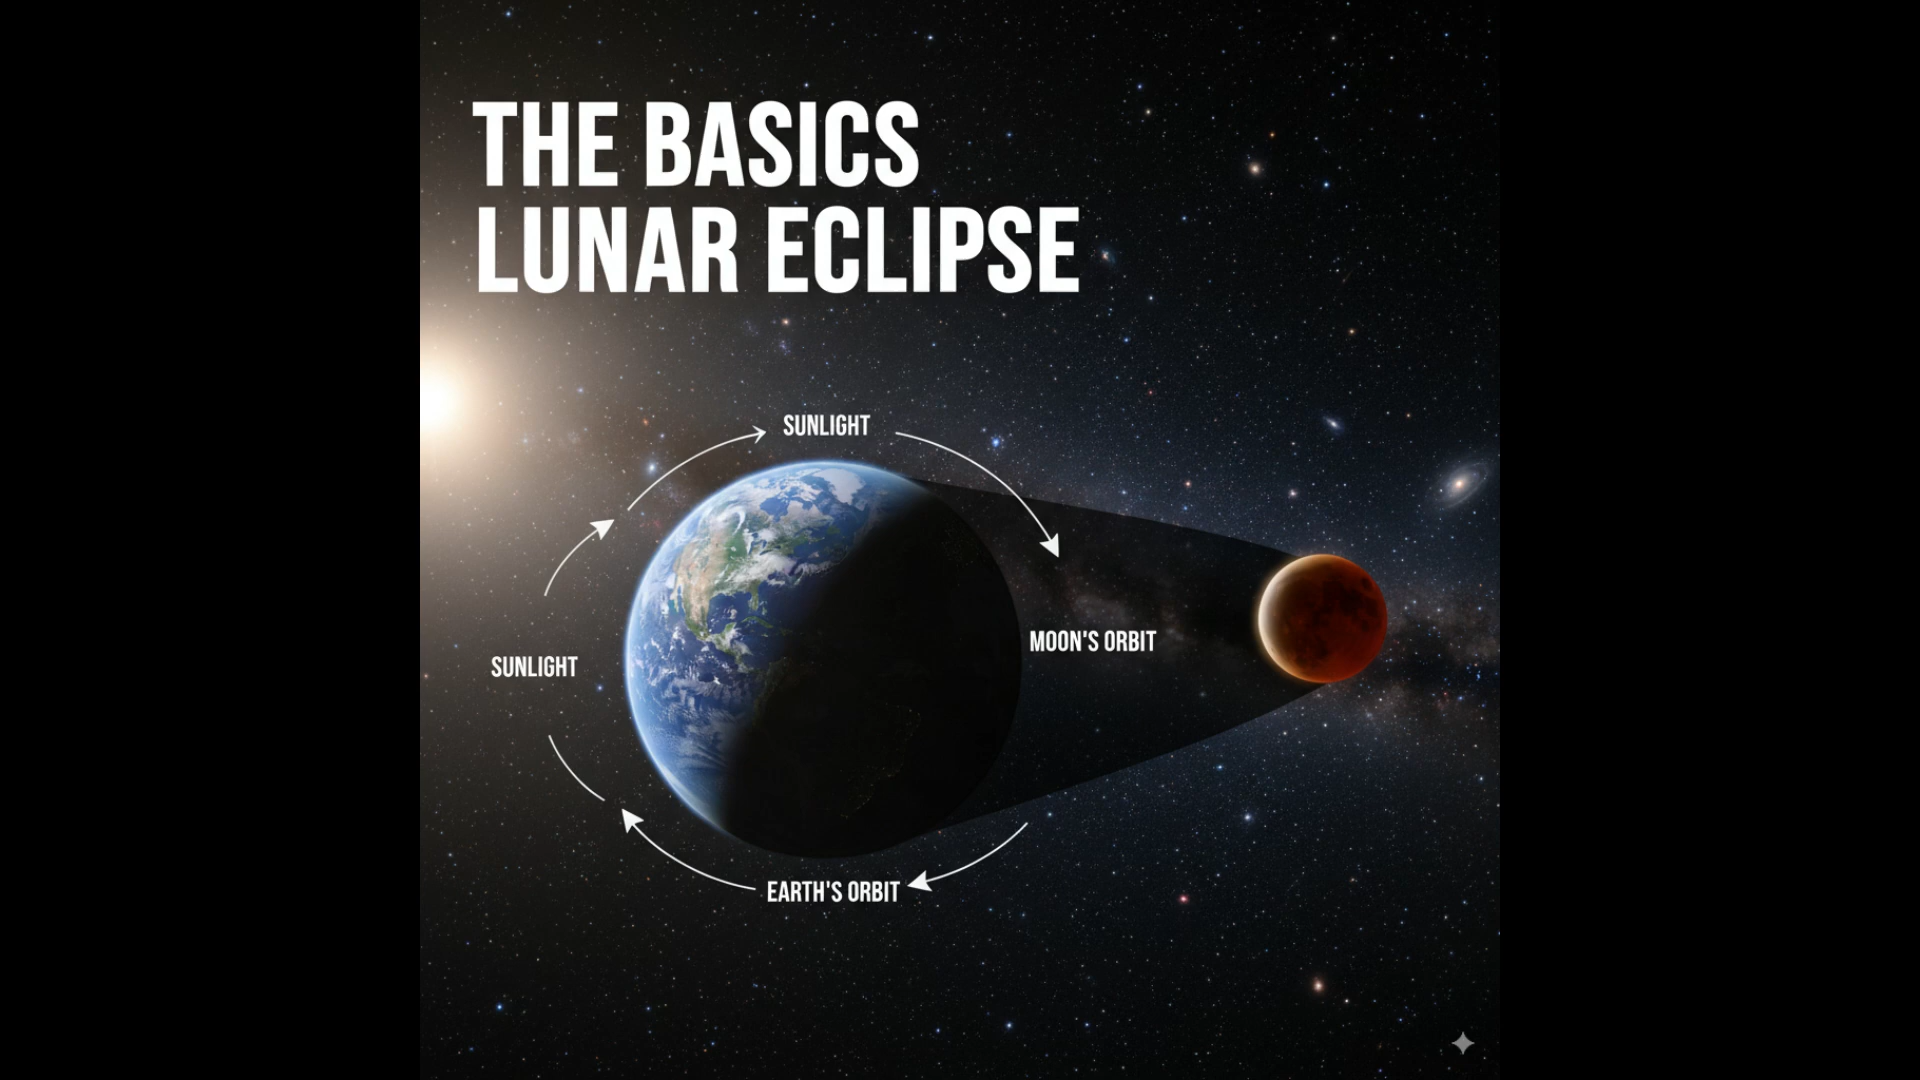 THE BASICS
LUNAR ECLIPSE
SUNLIGHT
MOON'S ORBIT
SUNLIGHT
EARTH'S ORBIT